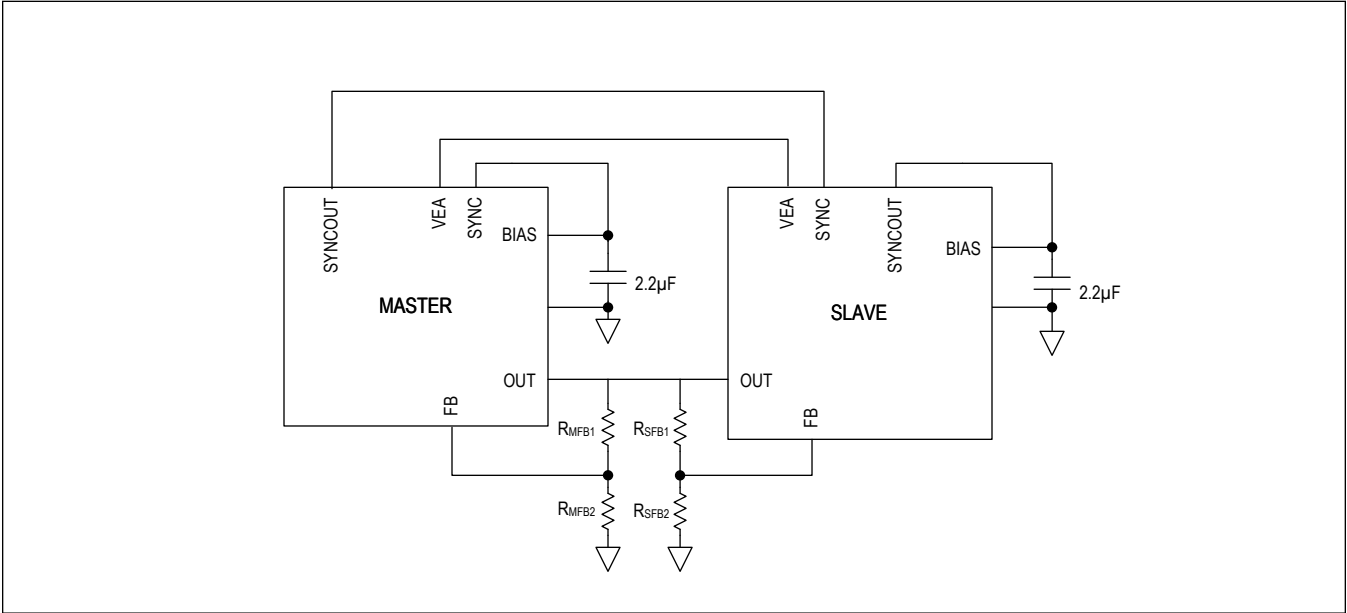 SYNCOUT
VEA
SYNC
BIAS
2.2µF
MASTER
OUT
FB
RMFB1
RMFB2
VEA
SYNC
SYNCOUT
BIAS
2.2µF
SLAVE
OUT
FB
RSFB1
RSFB2